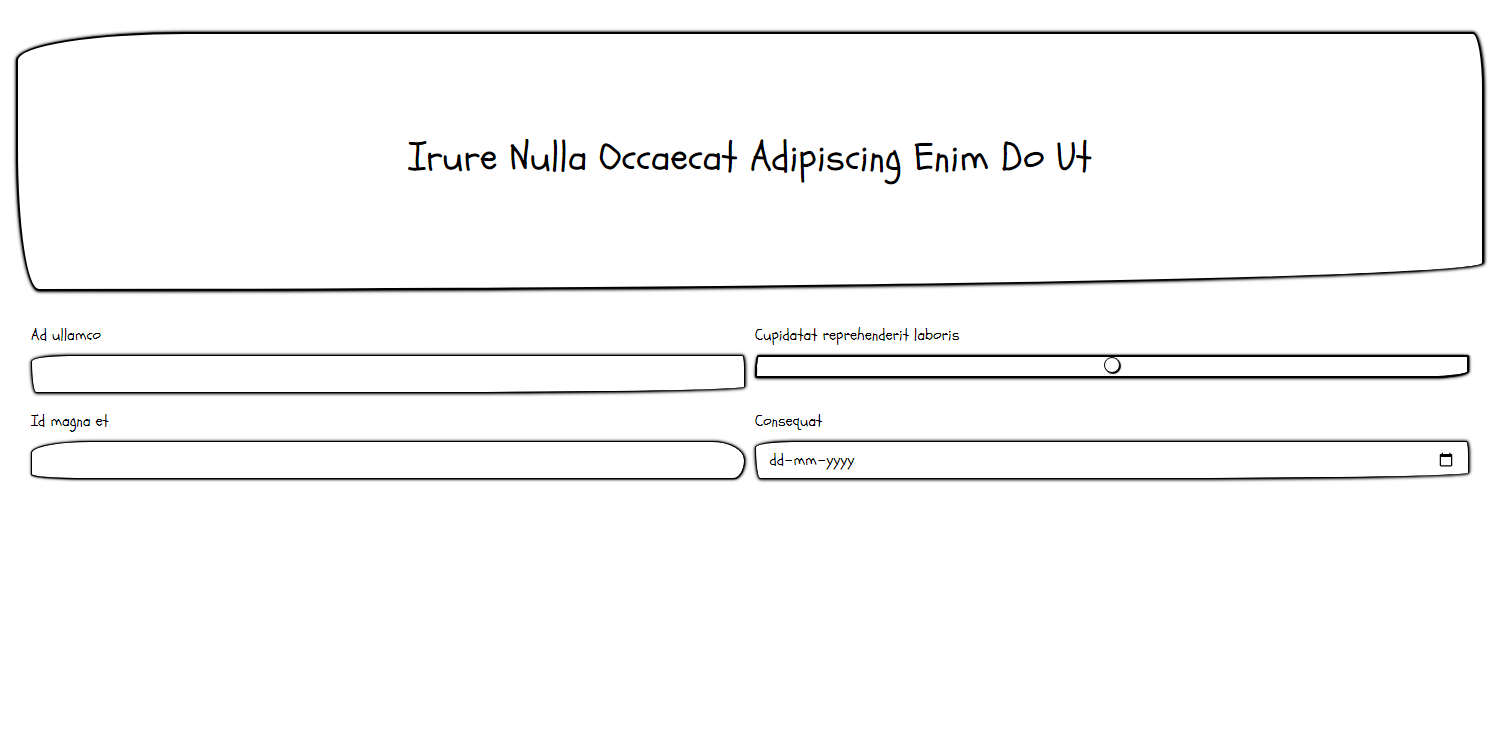 Irure Nulla Occaecat Adipiscing Enim Do Ut
Ad ullamco
Cupidatat reprehenderit laboris
Id magna et
Consequat
dd-mm-yyyy